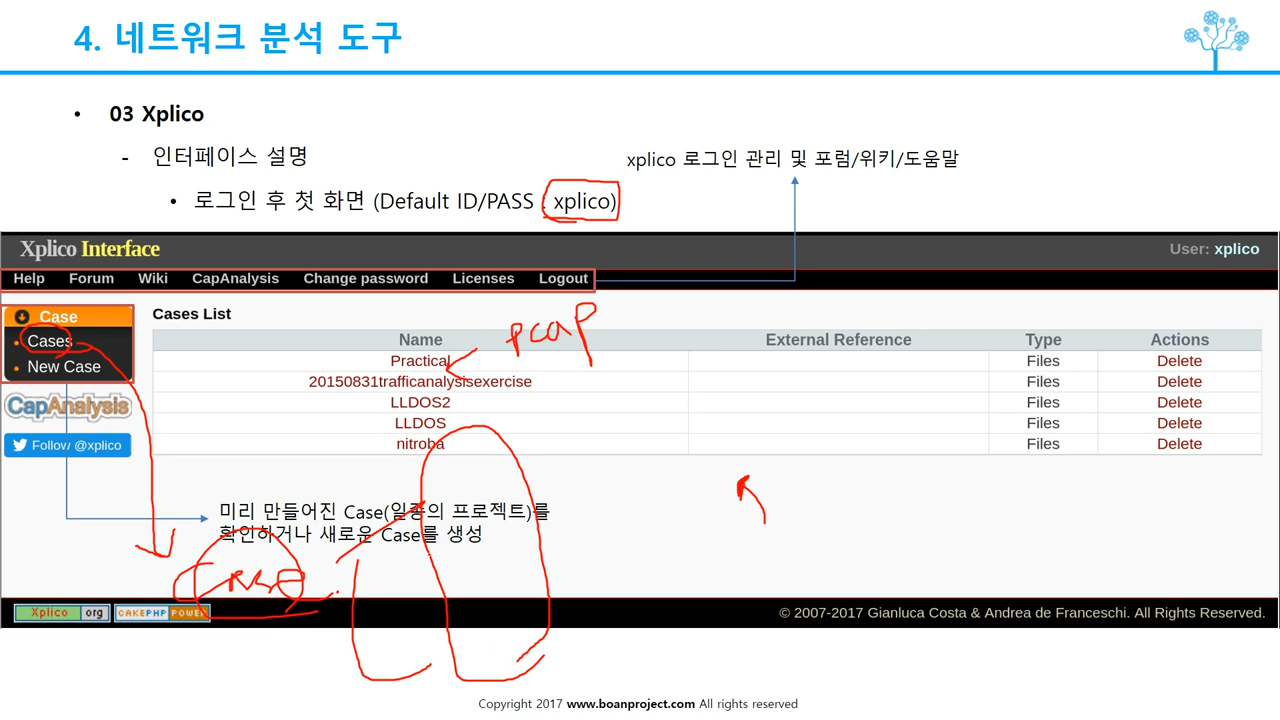 4. 네트워크 분석 도구
• 03 Xplico
- 인터페이스 설명
xplico 로그인 관리 및 포럼/위키/도움말
• 로그인 후 첫 화면 (Default ID/PASS : xplico)
Xplico Interface
User: xplico
Help Forum Wiki CapAnalysis Change password Licenses Logout
Case
Cases
New Case
CapAnalysis
Follow @xplico
Cases List
pcap
Name External Reference Type Actions
Practical Files Delete
20150831trafficanalysisexercise Files Delete
LLDOS2 Files Delete
LLDOS Files Delete
nitroba Files Delete
미리 만들어진 Case(일종의 프로젝트)를
확인하거나 새로운 Case를 생성
Case
Xplico org CAKEPHP POWER
© 2007-2017 Gianluca Costa & Andrea de Franceschi. All Rights Reserved.
Copyright 2017 www.boanproject.com All rights reserved